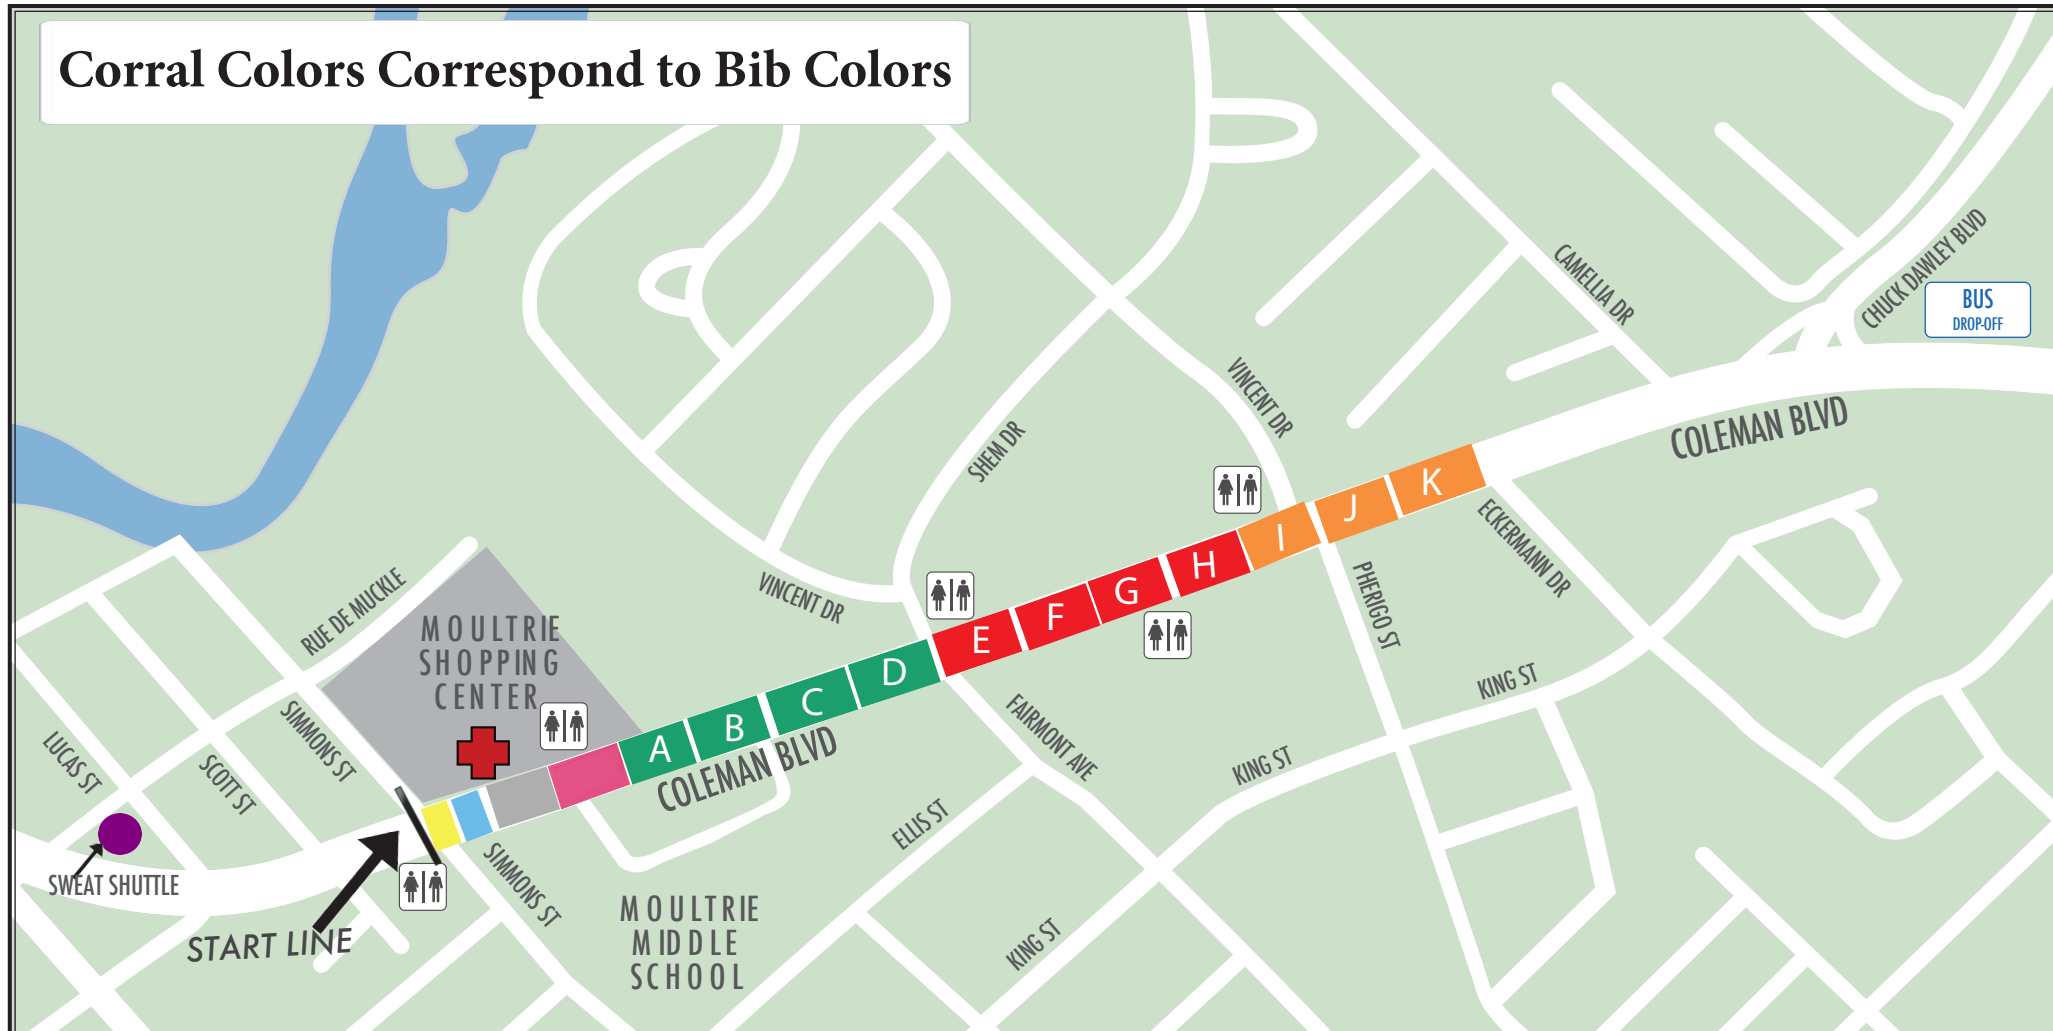 Corral Colors Correspond to Bib Colors
CHUCK DAWLEY BLVD
CAMELLIA DR
BUS
DROP-OFF
VINCENT DR
COLEMAN BLVD
SHEM DR
K
J
I
H
G
F
E
D
C
B
A
ECKERMANN DR
PHERIGO ST
VINCENT DR
RUE DE MUCKLE
MOULTRIE
SHOPPING
CENTER
KING ST
FAIRMONT AVE
SIMMONS ST
LUCAS ST
SCOTT ST
COLEMAN BLVD
KING ST
ELLIS ST
SWEAT SHUTTLE
SIMMONS ST
START LINE
MOULTRIE
MIDDLE
SCHOOL
KING ST